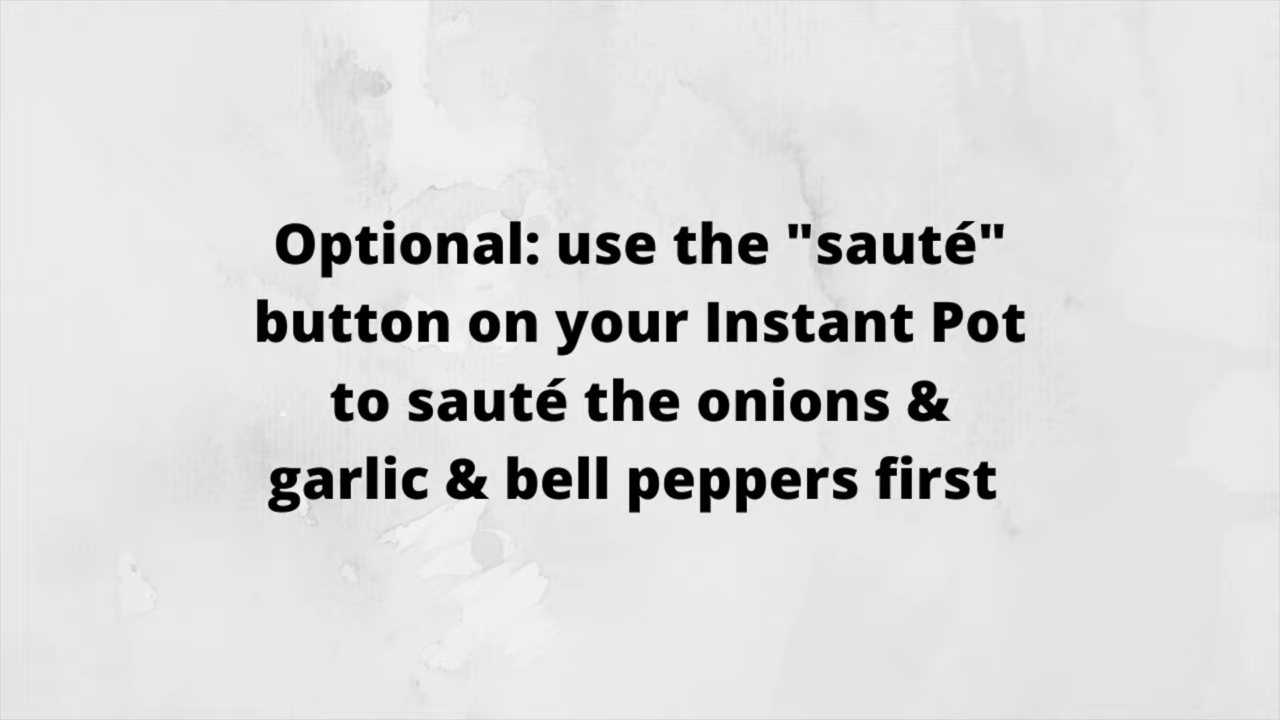 Optional: use the "sauté"
button on your Instant Pot
to sauté the onions &
garlic & bell peppers first